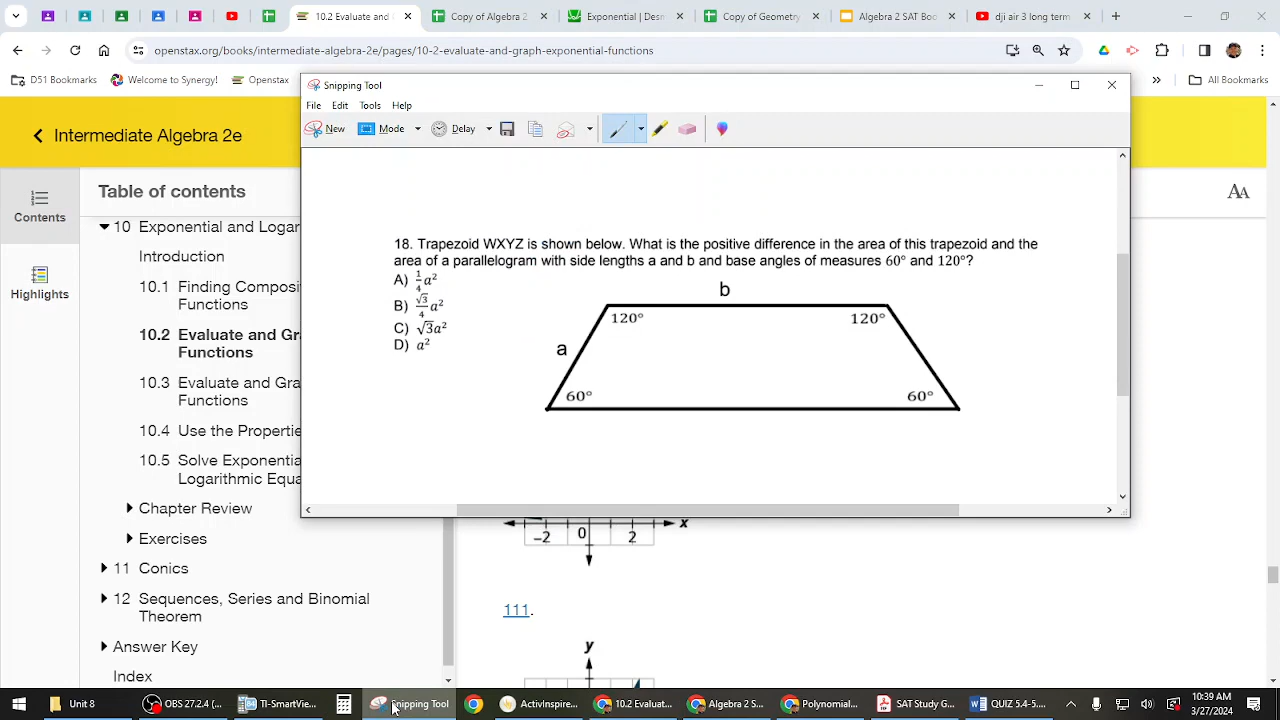 10.2 Evaluate and
Copy of Algebra 2
Exponential | Des
Copy of Geometry
Algebra 2 SAT Be
dji air 3 long term
openstax.org/books/intermediate-algebra-2e/pages/10-2-evaluate-and-graph-exponential-functions
D51 Bookmarks
Welcome to Synergy!
Openstax
All Bookmarks
Intermediate Algebra 2e
Contents
Highlights
Table of contents
10 Exponential and Logar
Introduction
10.1 Finding Composi
Functions
10.2 Evaluate and Gra
Functions
10.3 Evaluate and Gra
Functions
10.4 Use the Propertie
10.5 Solve Exponentia
Logarithmic Equa
Chapter Review
Exercises
11 Conics
12 Sequences, Series and Binomial
Theorem
Answer Key
Index
AA
Snipping Tool
File Edit Tools Help
New Mode Delay
18. Trapezoid WXYZ is shown below. What is the positive difference in the area of this trapezoid and the
area of a parallelogram with side lengths a and b and base angles of measures 60° and 120°?
A) 1/4 a²
B) √3/4 a²
C) √3a²
D) a²
b
120° 120°
a
60° 60°
x
−2 0 2
111.
y
Unit 8
OBS 27.2.4 (
TI-SmartVie
Snipping Tool
ActivInspire
10.2 Evaluat
Algebra 2 S
Polynomial
SAT Study G
QUIZ 5.4-5
10:39 AM
3/27/2024